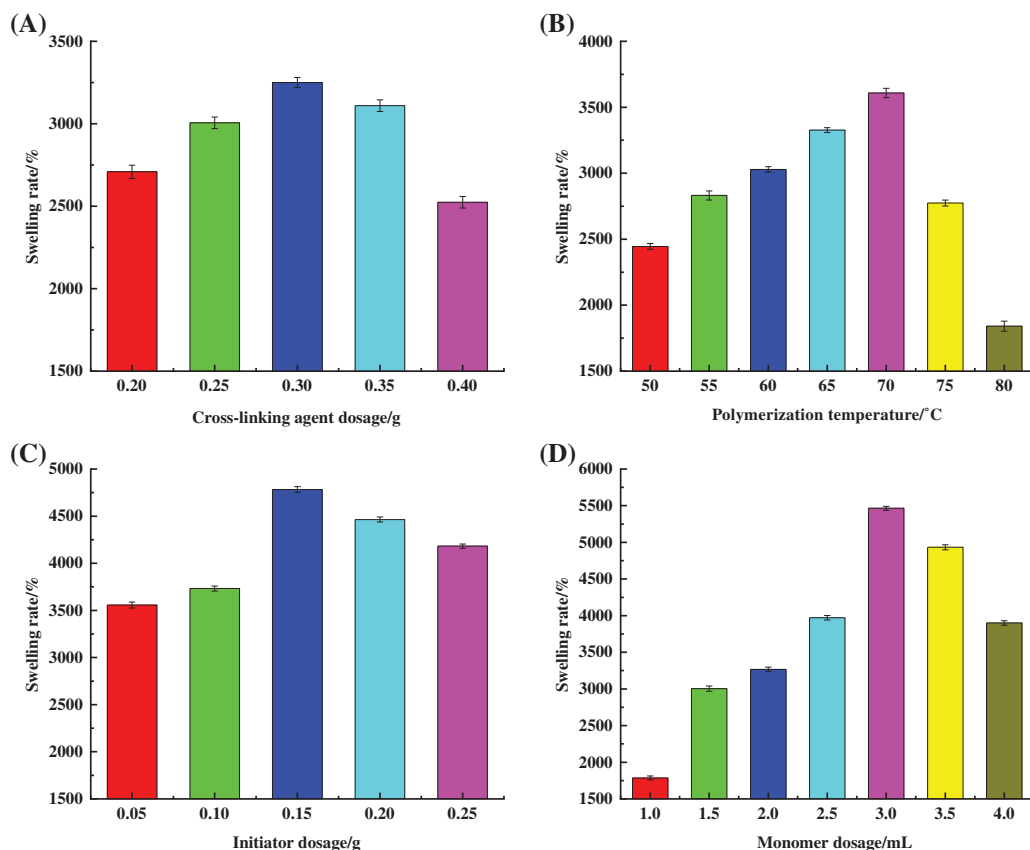 (A)
3500
3000
2500
2000
1500
Swelling rate/%
0.20 0.25 0.30 0.35 0.40
Cross-linking agent dosage/g
(B)
4000
3500
3000
2500
2000
1500
Swelling rate/%
50 55 60 65 70 75 80
Polymerization temperature/°C
(C)
5000
4500
4000
3500
3000
2500
2000
1500
Swelling rate/%
0.05 0.10 0.15 0.20 0.25
Initiator dosage/g
(D)
6000
5500
5000
4500
4000
3500
3000
2500
2000
1500
Swelling rate/%
1.0 1.5 2.0 2.5 3.0 3.5 4.0
Monomer dosage/mL